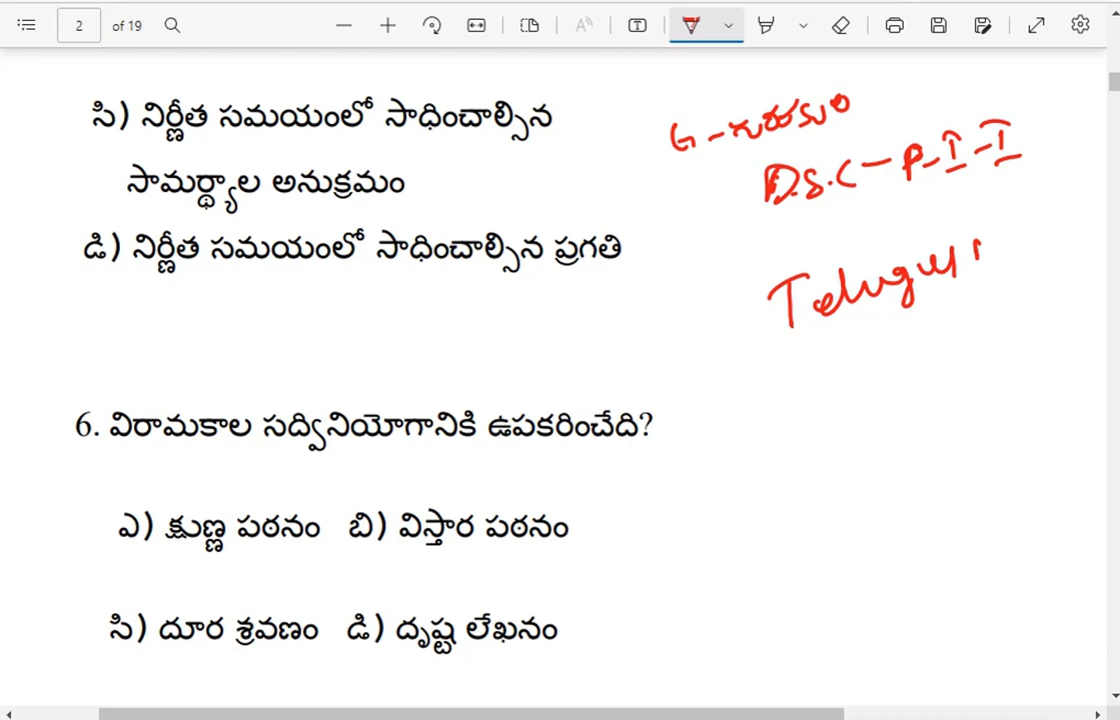 2 of 19
సి) నిర్ణీత సమయంలో సాధించాల్సిన
సామర్థ్యాల అనుక్రమం
డి) నిర్ణీత సమయంలో సాధించాల్సిన ప్రగతి
D.S.C - P-I-I
Telugu
6. విరామకాల సద్వినియోగానికి ఉపకరించేది?
ఎ) క్షుణ్ణ పఠనం బి) విస్తార పఠనం
సి) దూర శ్రవణం డి) దృష్ట లేఖనం